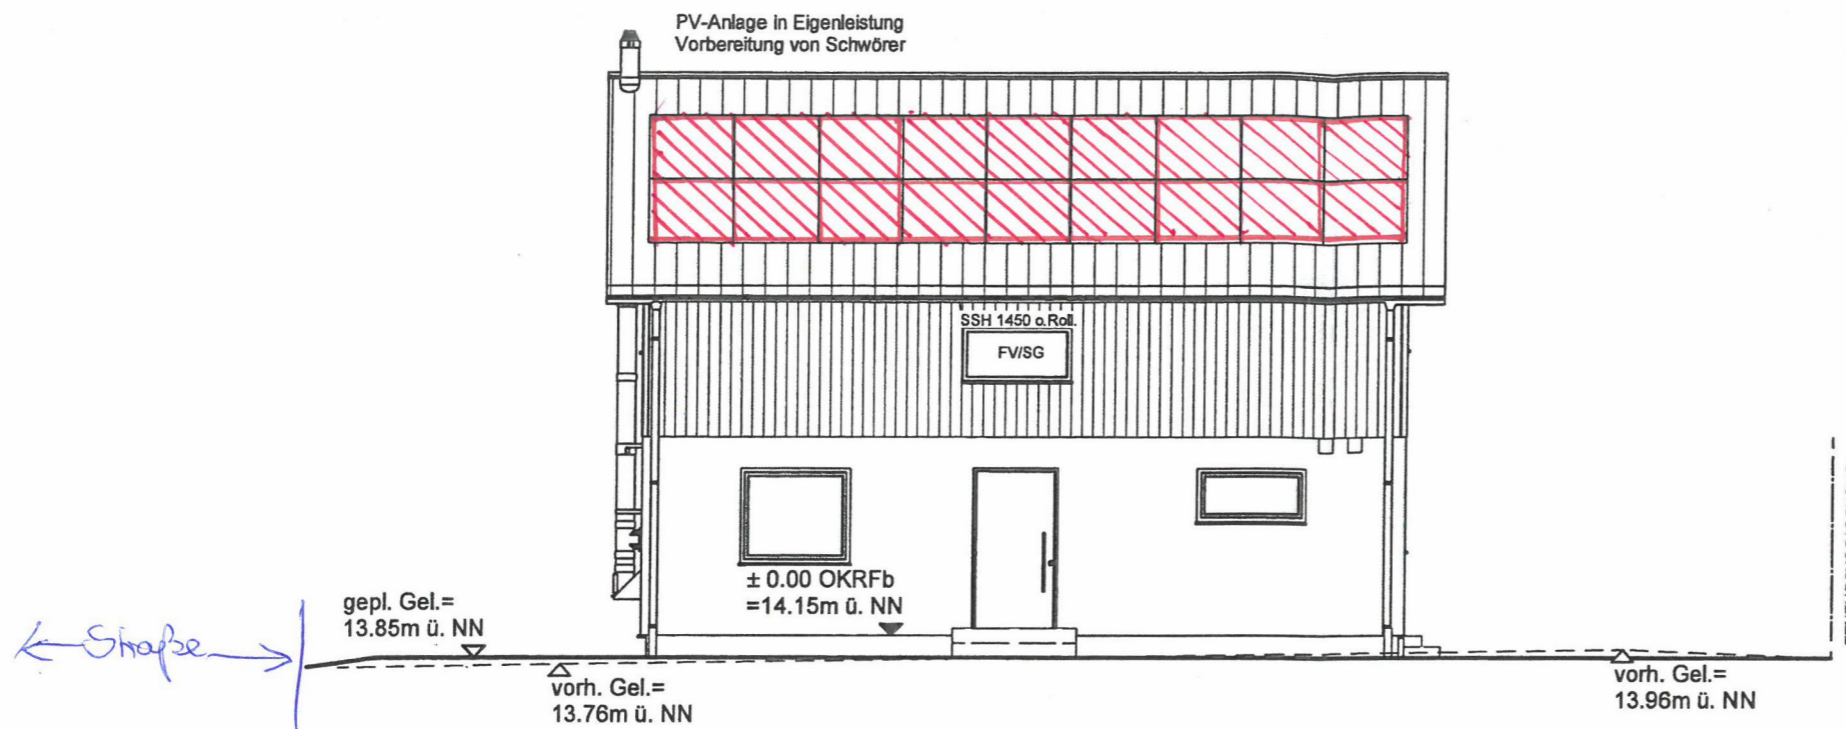 PV-Anlage in Eigenleistung
Vorbereitung von Schwörer
SSH 1450 o.Roll.
FV/SG
± 0.00 OKRFb
=14.15m ü. NN
gepl. Gel.=
13.85m ü. NN
← Straße →
vorh. Gel.=
13.76m ü. NN
vorh. Gel.=
13.96m ü. NN